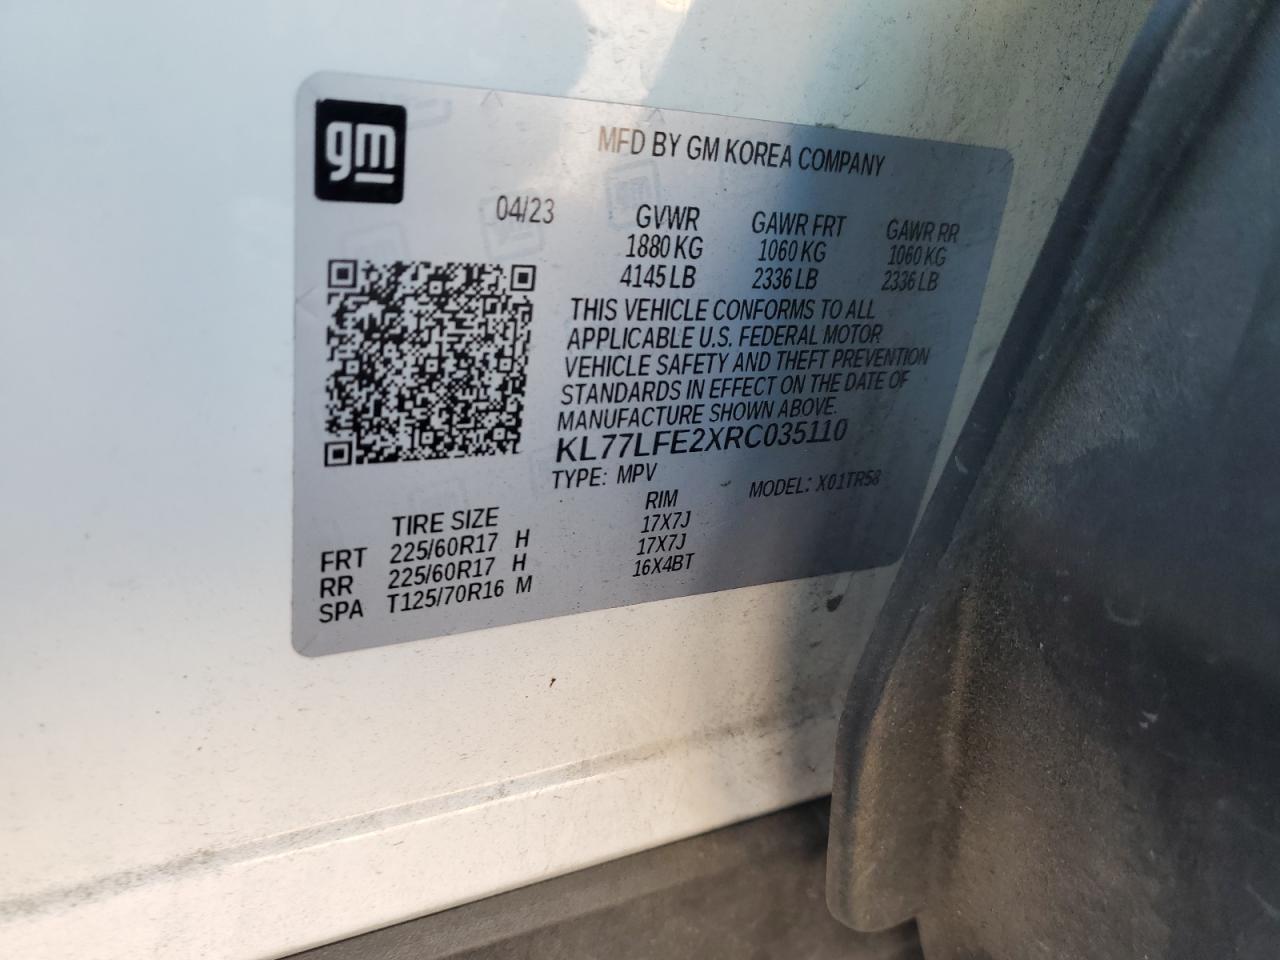 gm
MFD BY GM KOREA COMPANY
04/23 GVWR GAWR FRT GAWR RR
1880 KG 1060 KG 1060 KG
4145 LB 2336 LB 2336 LB
THIS VEHICLE CONFORMS TO ALL
APPLICABLE U.S. FEDERAL MOTOR
VEHICLE SAFETY AND THEFT PREVENTION
STANDARDS IN EFFECT ON THE DATE OF
MANUFACTURE SHOWN ABOVE.
KL77LFE2XRC035110
TYPE: MPV MODEL: X01TR58
TIRE SIZE RIM
FRT 225/60R17 H 17X7J
RR 225/60R17 H 17X7J
SPA T125/70R16 M 16X4BT